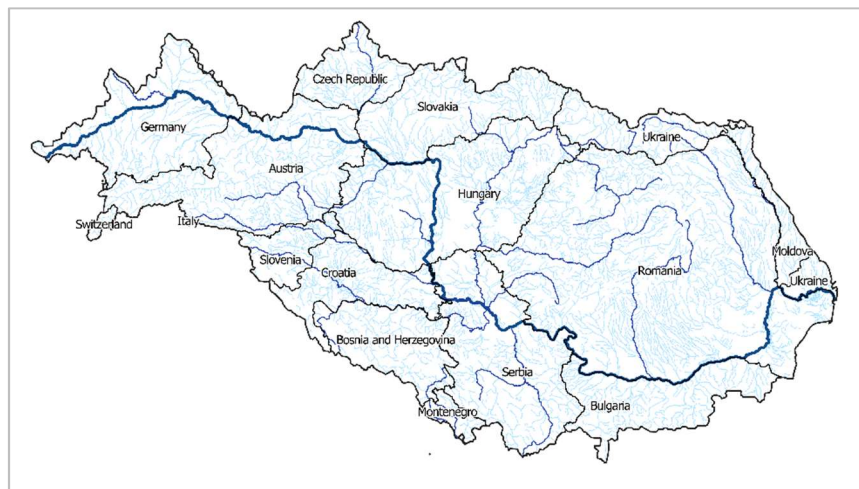 Czech Republic
Slovakia
Germany
Ukraine
Austria
Hungary
Switzerland
Italy
Slovenia
Croatia
Romania
Moldova
Ukraine
Bosnia and Herzegovina
Serbia
Montenegro
Bulgaria